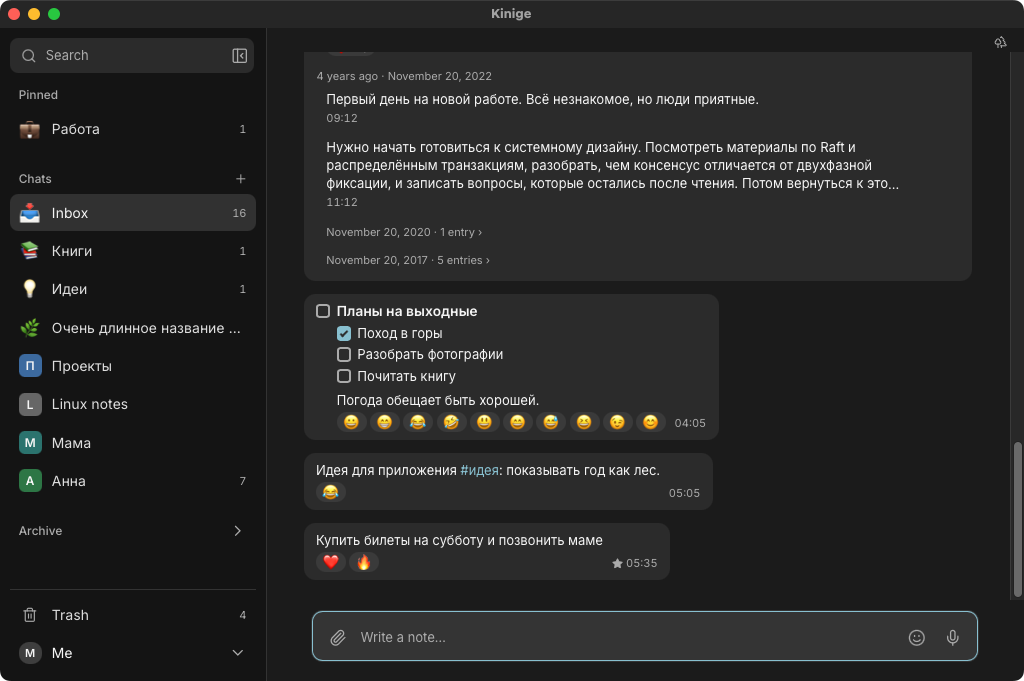 Kinige
Search
Pinned
Работа 1
Chats
Inbox 16
Книги 1
Идеи 1
Очень длинное название ...
П Проекты
L Linux notes
М Мама
А Анна 7
Archive
Trash 4
M Me
4 years ago · November 20, 2022
Первый день на новой работе. Всё незнакомое, но люди приятные.
09:12
Нужно начать готовиться к системному дизайну. Посмотреть материалы по Raft и
распределённым транзакциям, разобрать, чем консенсус отличается от двухфазной
фиксации, и записать вопросы, которые остались после чтения. Потом вернуться к это...
11:12
November 20, 2020 · 1 entry ›
November 20, 2017 · 5 entries ›
Планы на выходные
Поход в горы
Разобрать фотографии
Почитать книгу
Погода обещает быть хорошей.
04:05
Идея для приложения #идея: показывать год как лес.
05:05
Купить билеты на субботу и позвонить маме
05:35
Write a note...